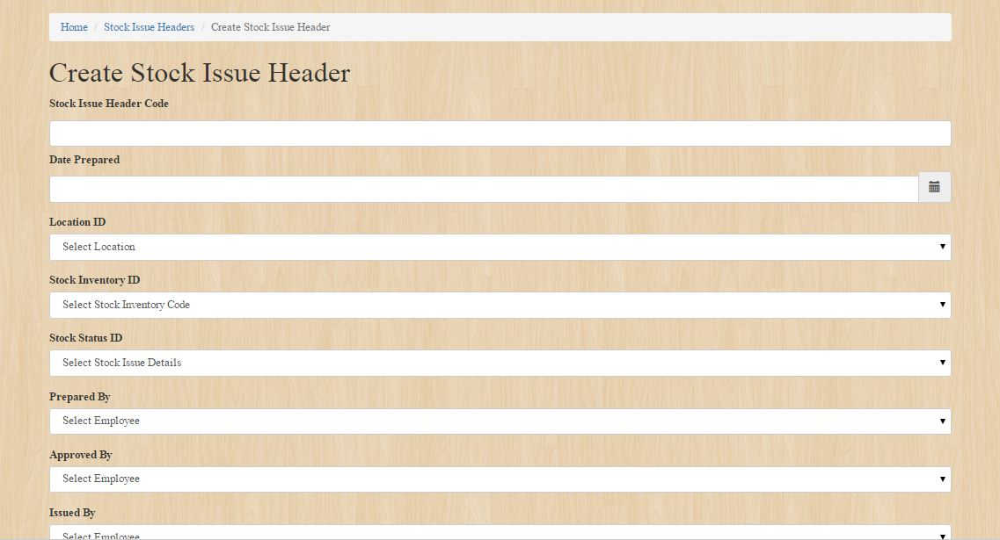 Home / Stock Issue Headers / Create Stock Issue Header
Create Stock Issue Header
Stock Issue Header Code
Date Prepared
Location ID
Select Location
Stock Inventory ID
Select Stock Inventory Code
Stock Status ID
Select Stock Issue Details
Prepared By
Select Employee
Approved By
Select Employee
Issued By
Select Employee